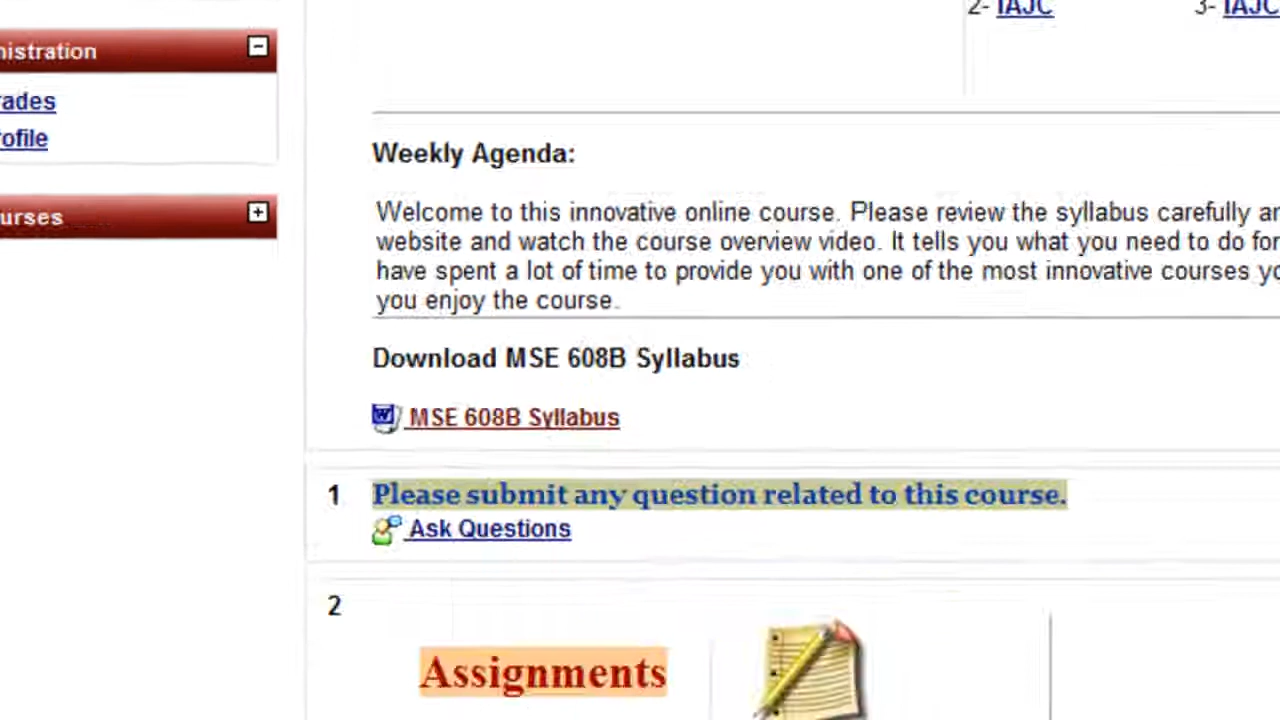 2- IAJC 3- IAJC
nistration
rades
rofile
urses
Weekly Agenda:
Welcome to this innovative online course. Please review the syllabus carefully
website and watch the course overview video. It tells you what you need to do for
have spent a lot of time to provide you with one of the most innovative courses
you enjoy the course.
Download MSE 608B Syllabus
MSE 608B Syllabus
1 Please submit any question related to this course.
Ask Questions
2
Assignments